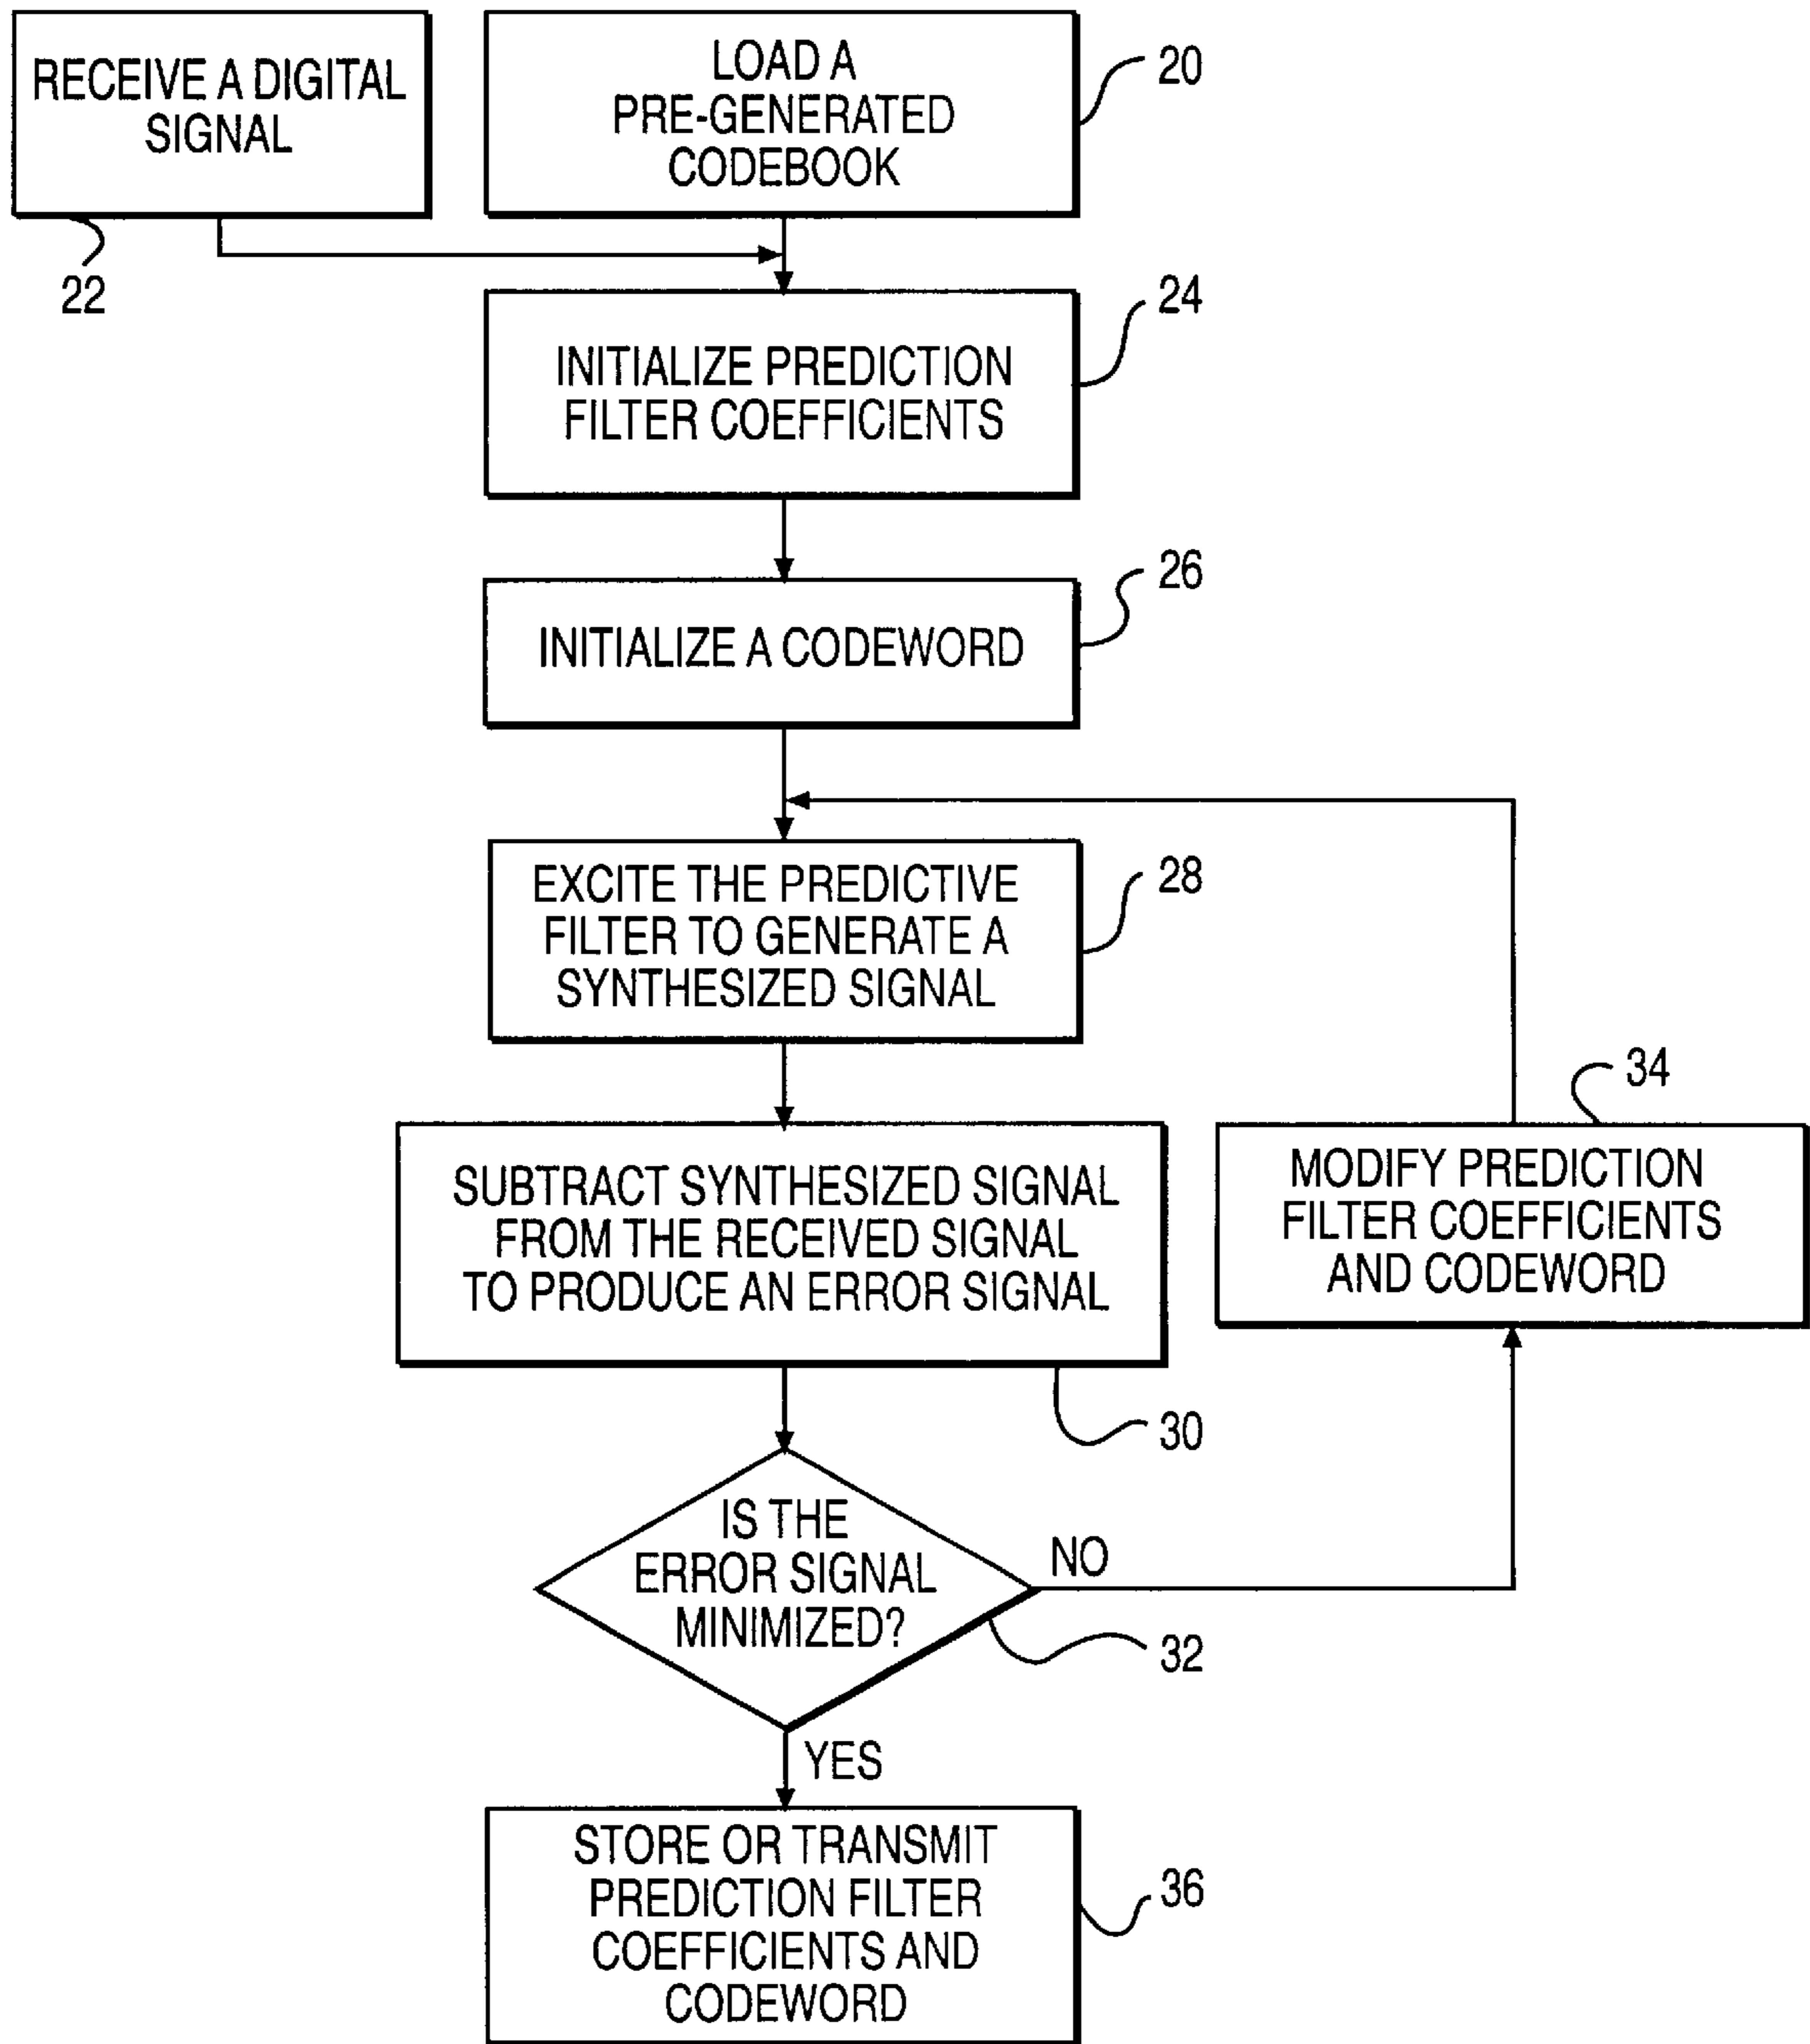 RECEIVE A DIGITAL
SIGNAL
22
LOAD A
PRE-GENERATED
CODEBOOK
20
INITIALIZE PREDICTION
FILTER COEFFICIENTS
24
INITIALIZE A CODEWORD
26
EXCITE THE PREDICTIVE
FILTER TO GENERATE A
SYNTHESIZED SIGNAL
28
SUBTRACT SYNTHESIZED SIGNAL
FROM THE RECEIVED SIGNAL
TO PRODUCE AN ERROR SIGNAL
30
MODIFY PREDICTION
FILTER COEFFICIENTS
AND CODEWORD
34
IS THE
ERROR SIGNAL
MINIMIZED?
32
NO
YES
STORE OR TRANSMIT
PREDICTION FILTER
COEFFICIENTS AND
CODEWORD
36